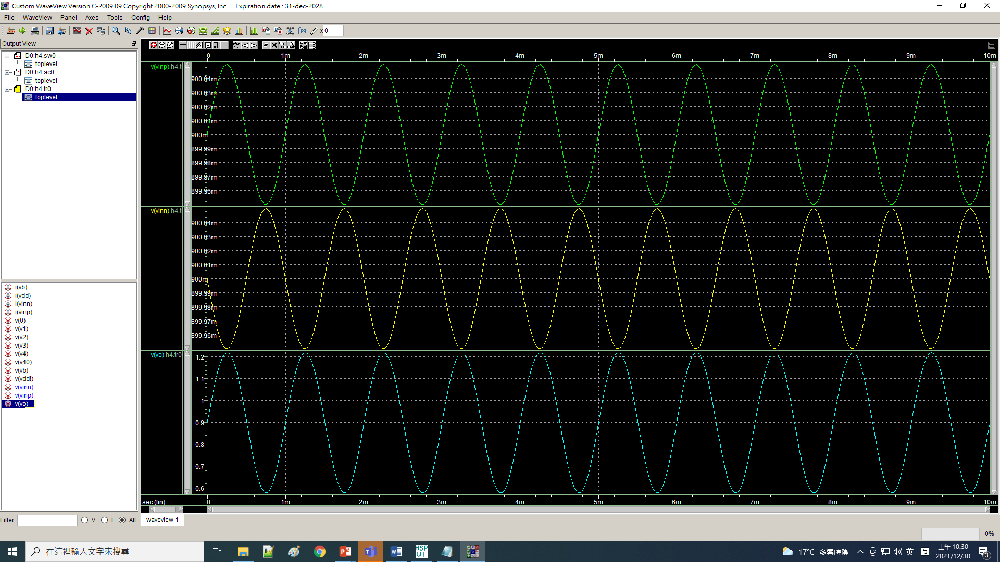 Custom WaveView Version C-2009.09 Copyright 2000-2009 Synopsys, Inc.    Expiration date : 31-dec-2028
File WaveView Panel Axes Tools Config Help
f(x) x 0
Output View
D0:h4.sw0
toplevel
D0:h4.ac0
toplevel
D0:h4.tr0
toplevel
i(vb)
i(vdd)
i(vinn)
i(vinp)
v(0)
v(v1)
v(v2)
v(v3)
v(v4)
v(v40)
v(vb)
v(vdd!)
v(vinn)
v(vinp)
v(vo)
Filter V I All
0 1m 2m 3m 4m 5m 6m 7m 8m 9m 10m
v(vinp) h4.t
900.04m
900.03m
900.02m
900.01m
900m
899.99m
899.98m
899.97m
899.96m
v(vinn) h4.t
900.04m
900.03m
900.02m
900.01m
900m
899.99m
899.98m
899.97m
899.96m
v(vo) h4.tr0
1.2
1.1
1
0.9
0.8
0.7
0.6
sec (lin) 0 1m 2m 3m 4m 5m 6m 7m 8m 9m 10m
waveview 1
0%
在這裡輸入文字來搜尋
HSP
UI
17°C 多雲時陰
英
上午 10:30
2021/12/30
3